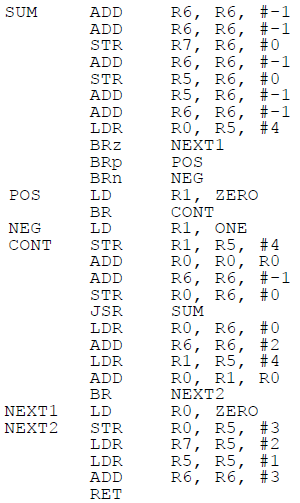 SUM ADD R6, R6, #-1
ADD R6, R6, #-1
STR R7, R6, #0
ADD R6, R6, #-1
STR R5, R6, #0
ADD R5, R6, #-1
ADD R6, R6, #-1
LDR R0, R5, #4
BRz NEXT1
BRp POS
BRn NEG
POS LD R1, ZERO
BR CONT
NEG LD R1, ONE
CONT STR R1, R5, #4
ADD R0, R0, R0
ADD R6, R6, #-1
STR R0, R6, #0
JSR SUM
LDR R0, R6, #0
ADD R6, R6, #2
LDR R1, R5, #4
ADD R0, R1, R0
BR NEXT2
NEXT1 LD R0, ZERO
NEXT2 STR R0, R5, #3
LDR R7, R5, #2
LDR R5, R5, #1
ADD R6, R6, #3
RET